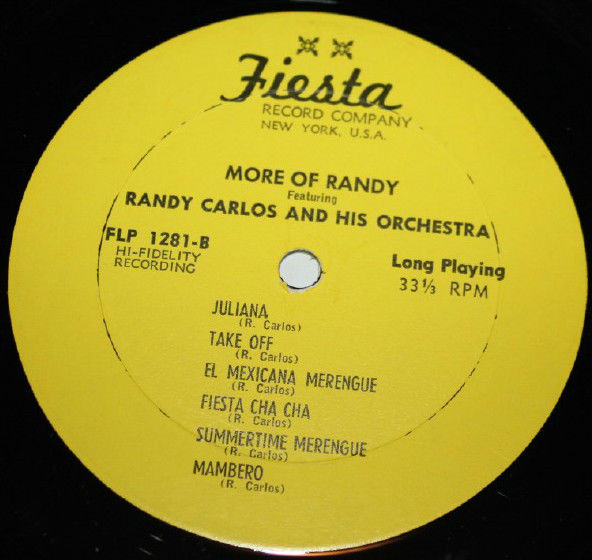 Fiesta
RECORD COMPANY
NEW YORK, U.S.A.
MORE OF RANDY
Featuring
RANDY CARLOS AND HIS ORCHESTRA
FLP 1281-B
HI-FIDELITY
RECORDING
Long Playing
33⅓ RPM
JULIANA
(R. Carlos)
TAKE OFF
(R. Carlos)
EL MEXICANA MERENGUE
(R. Carlos)
FIESTA CHA CHA
(R. Carlos)
SUMMERTIME MERENGUE
(R. Carlos)
MAMBERO
(R. Carlos)